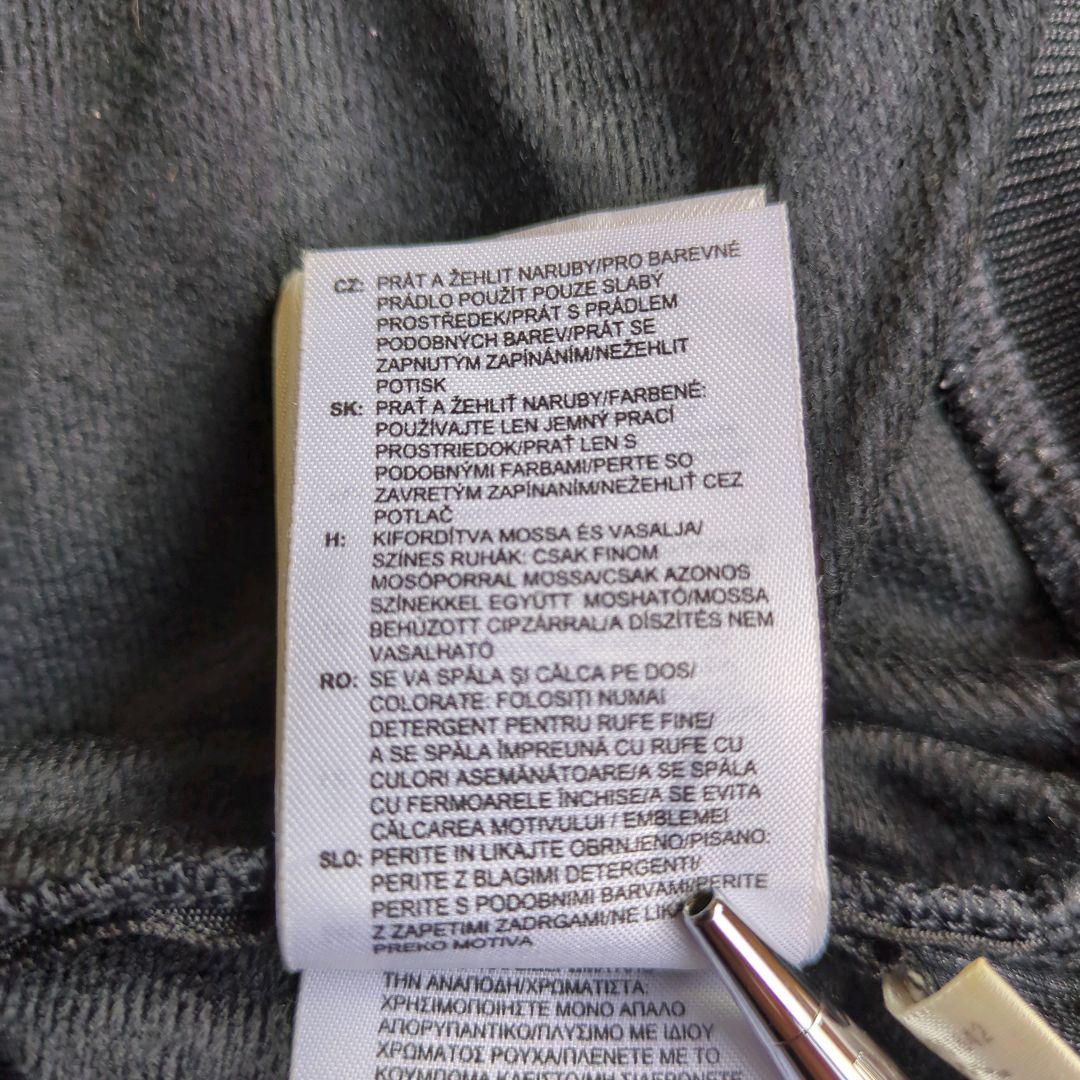 CZ: PRÁT A ŽEHLIT NARUBY/PRO BAREVNÉ
PRÁDLO POUŽÍT POUZE SLABÝ
PROSTŘEDEK/PRÁT S PRÁDLEM
PODOBNÝCH BAREV/PRÁT SE
ZAPNUTÝM ZAPÍNÁNÍM/NEŽEHLIT
POTISK
SK: PRAŤ A ŽEHLIŤ NARUBY/FARBENÉ:
POUŽÍVAJTE LEN JEMNÝ PRACÍ
PROSTRIEDOK/PRAŤ LEN S
PODOBNÝMI FARBAMI/PERTE SO
ZAVRETÝM ZAPÍNANÍM/NEŽEHLIŤ CEZ
POTLAČ
H: KIFORDÍTVA MOSSA ÉS VASALJA/
SZÍNES RUHÁK: CSAK FINOM
MOSÓPORRAL MOSSA/CSAK AZONOS
SZÍNEKKEL EGYÜTT MOSHATÓ/MOSSA
BEHÚZOTT CIPZÁRRAL/A DÍSZÍTÉS NEM
VASALHATÓ
RO: SE VA SPĂLA ŞI CĂLCA PE DOS/
COLORATE: FOLOSITI NUMAI
DETERGENT PENTRU RUFE FINE/
A SE SPĂLA ÎMPREUNĂ CU RUFE CU
CULORI ASEMĂNĂTOARE/A SE SPĂLA
CU FERMOARELE ÎNCHISE/A SE EVITA
CĂLCAREA MOTIVULUI / EMBLEMEI
SLO: PERITE IN LIKAJTE OBRNJENO/PISANO:
PERITE Z BLAGIMI DETERGENTI/
PERITE S PODOBNIMI BARVAMI/PERITE
Z ZAPETIMI ZADRGAMI/NE
PREKO MOTIVA
ΤΗΝ ΑΝΑΠΟΔΗ/ΧΡΩΜΑΤΙΣΤΑ:
ΧΡΗΣΙΜΟΠΟΙΗΣΤΕ ΜΟΝΟ ΑΠΑΛΟ
ΑΠΟΡΥΠΑΝΤΙΚΟ/ΠΛΥΣΙΜΟ ΜΕ ΙΔΙΟΥ
ΧΡΩΜΑΤΟΣ ΡΟΥΧΑ/ΠΛΕΝΕΤΕ ΜΕ ΤΟ